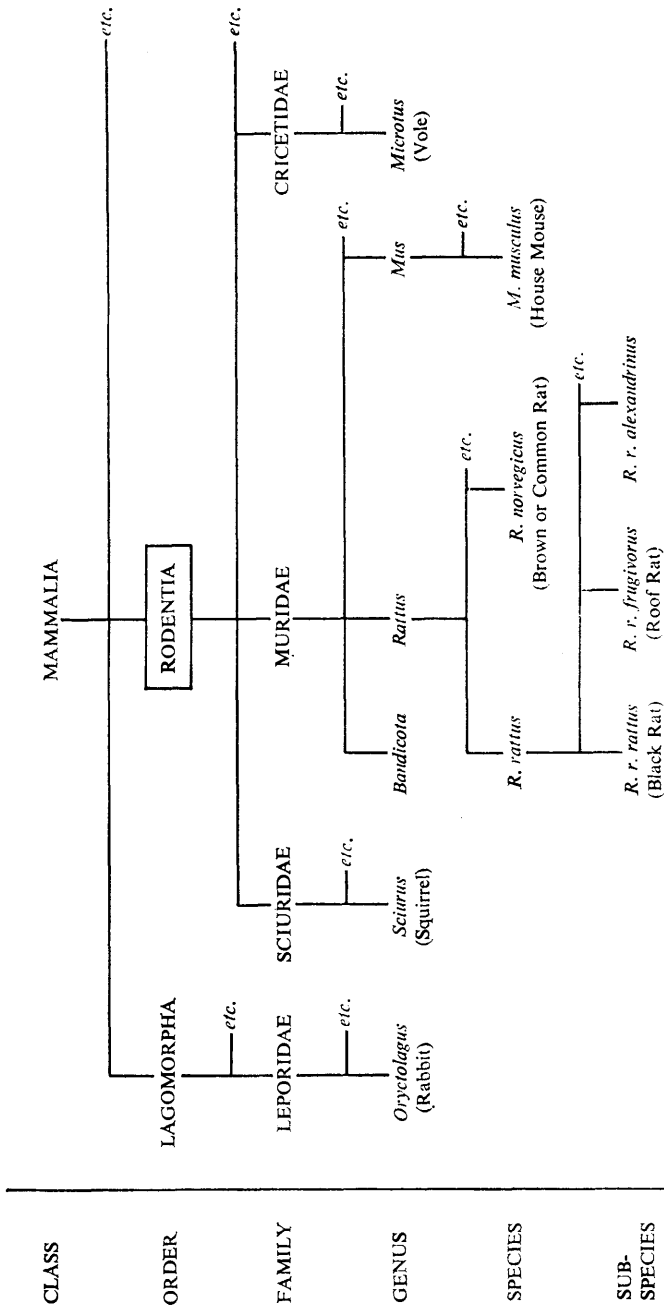 CLASS
MAMMALIA
etc.
ORDER
LAGOMORPHA
RODENTIA
etc.
etc.
FAMILY
LEPORIDAE
SCIURIDAE
MURIDAE
CRICETIDAE
etc.
etc.
etc.
etc.
GENUS
Oryctolagus
(Rabbit)
Sciurus
(Squirrel)
Bandicota
Rattus
Mus
Microtus
(Vole)
etc.
etc.
SPECIES
R. rattus
R. norvegicus
(Brown or Common Rat)
M. musculus
(House Mouse)
etc.
SUB-
SPECIES
R. r. rattus
(Black Rat)
R. r. frugivorus
(Roof Rat)
R. r. alexandrinus